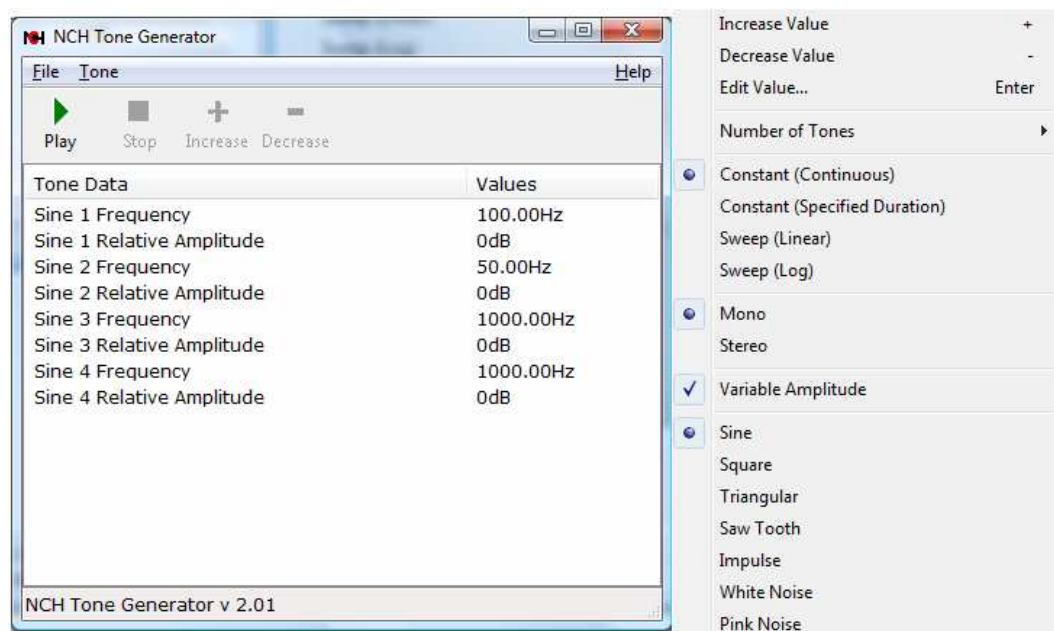 NCH NCH Tone Generator
File Tone Help
Play Stop Increase Decrease
Tone Data Values
Sine 1 Frequency 100.00Hz
Sine 1 Relative Amplitude 0dB
Sine 2 Frequency 50.00Hz
Sine 2 Relative Amplitude 0dB
Sine 3 Frequency 1000.00Hz
Sine 3 Relative Amplitude 0dB
Sine 4 Frequency 1000.00Hz
Sine 4 Relative Amplitude 0dB
NCH Tone Generator v 2.01
Increase Value +
Decrease Value -
Edit Value... Enter
Number of Tones
Constant (Continuous)
Constant (Specified Duration)
Sweep (Linear)
Sweep (Log)
Mono
Stereo
Variable Amplitude
Sine
Square
Triangular
Saw Tooth
Impulse
White Noise
Pink Noise